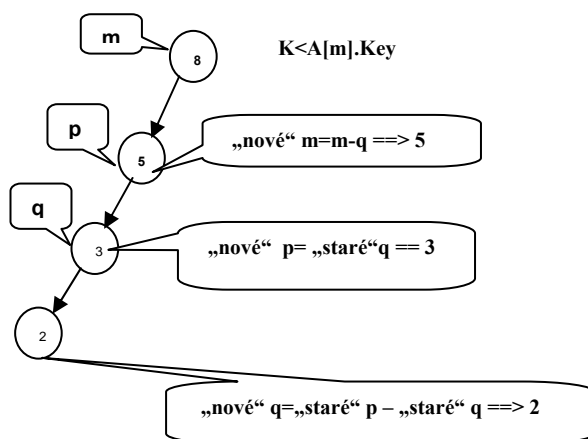 m
8
K<A[m].Key
p
5
„nové“ m=m-q ==> 5
q
3
„nové“ p= „staré“q == 3
2
„nové“ q=„staré“ p – „staré“ q ==> 2